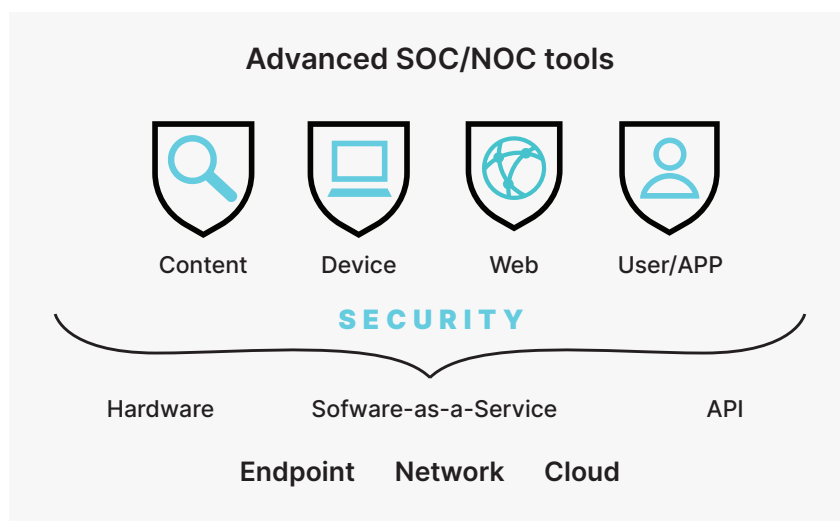 Advanced SOC/NOC tools
Content Device Web User/APP
SECURITY
Hardware Sofware-as-a-Service API
Endpoint Network Cloud